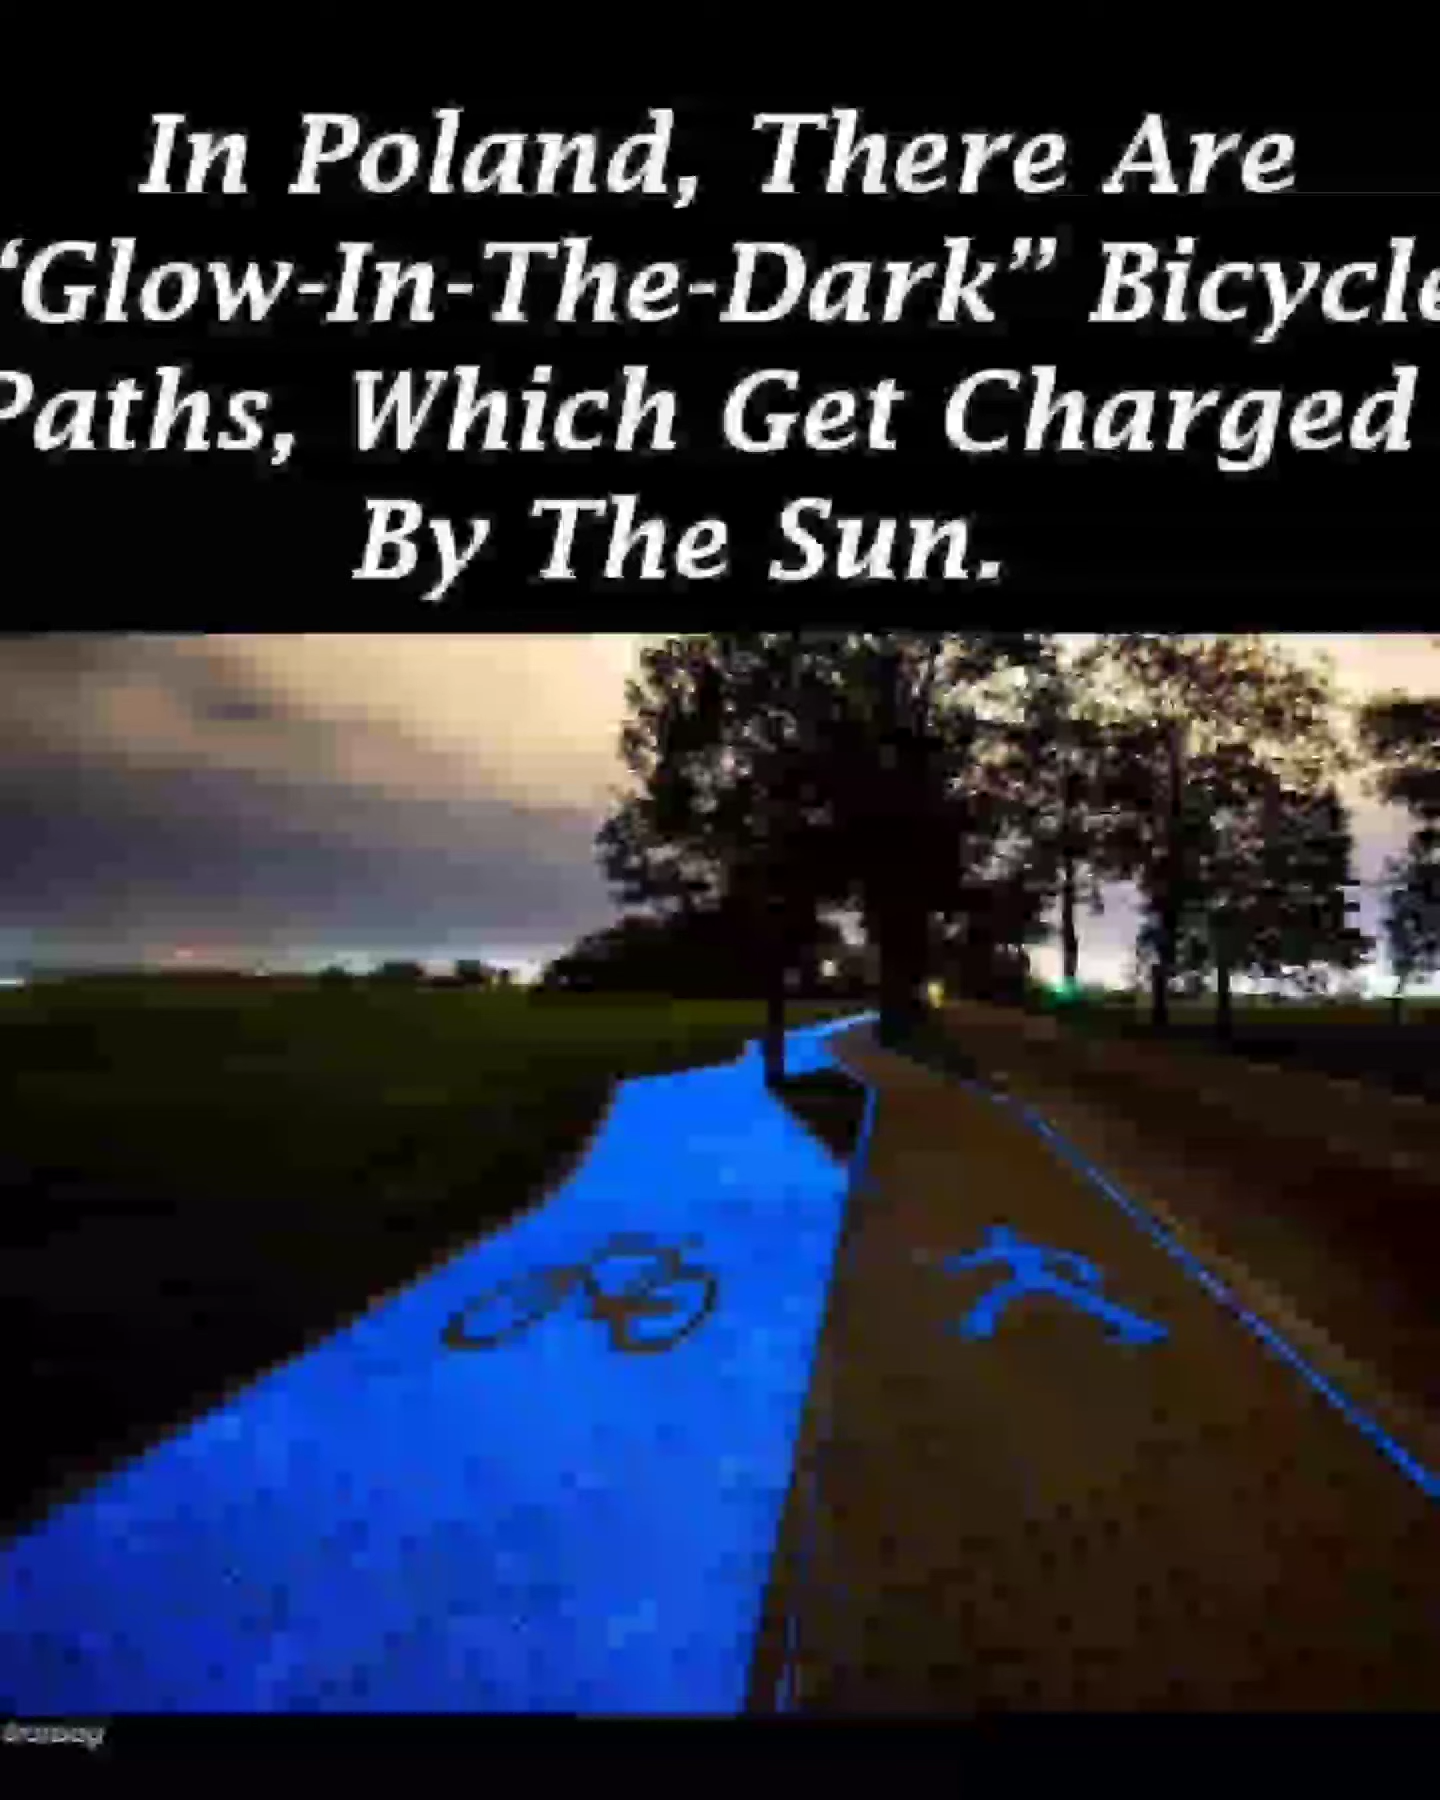 In Poland, There Are
“Glow-In-The-Dark” Bicycle
Paths, Which Get Charged
By The Sun.